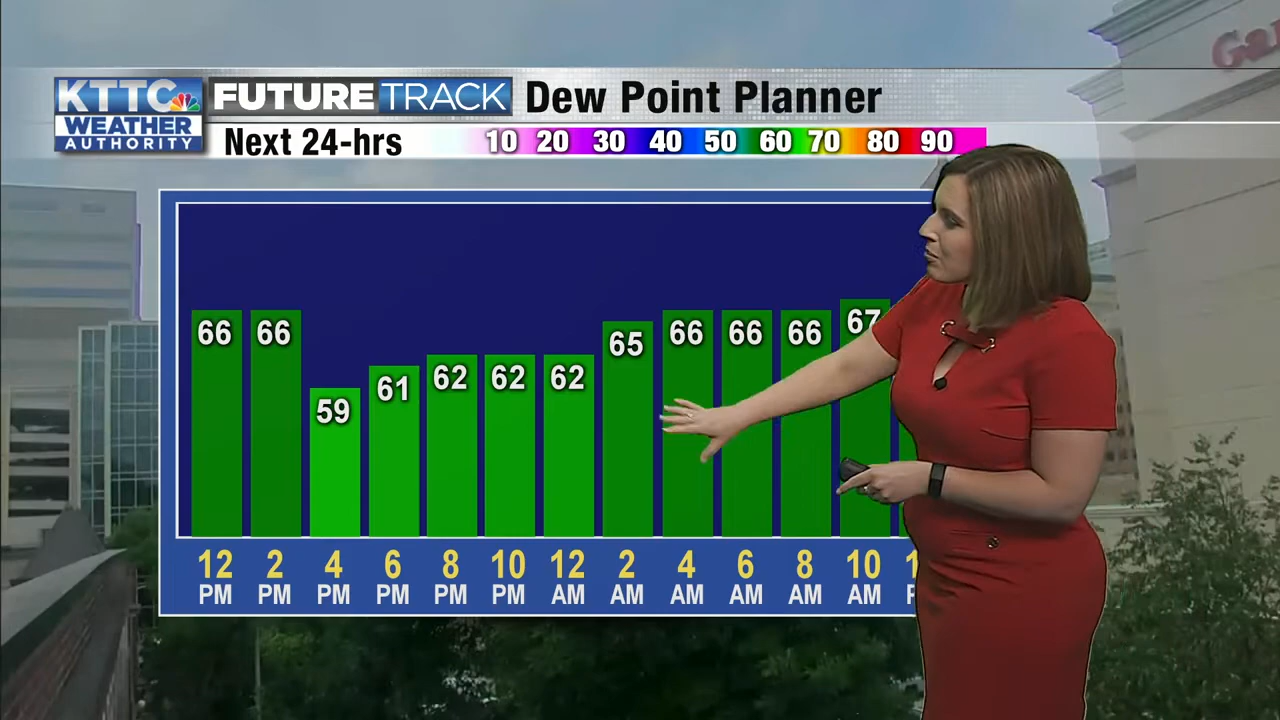 KTTC
WEATHER
AUTHORITY
FUTURETRACK Dew Point Planner
Next 24-hrs 10 20 30 40 50 60 70 80 90
66 66 59 61 62 62 62 65 66 66 66 67
12 2 4 6 8 10 12 2 4 6 8 10
PM PM PM PM PM PM AM AM AM AM AM AM